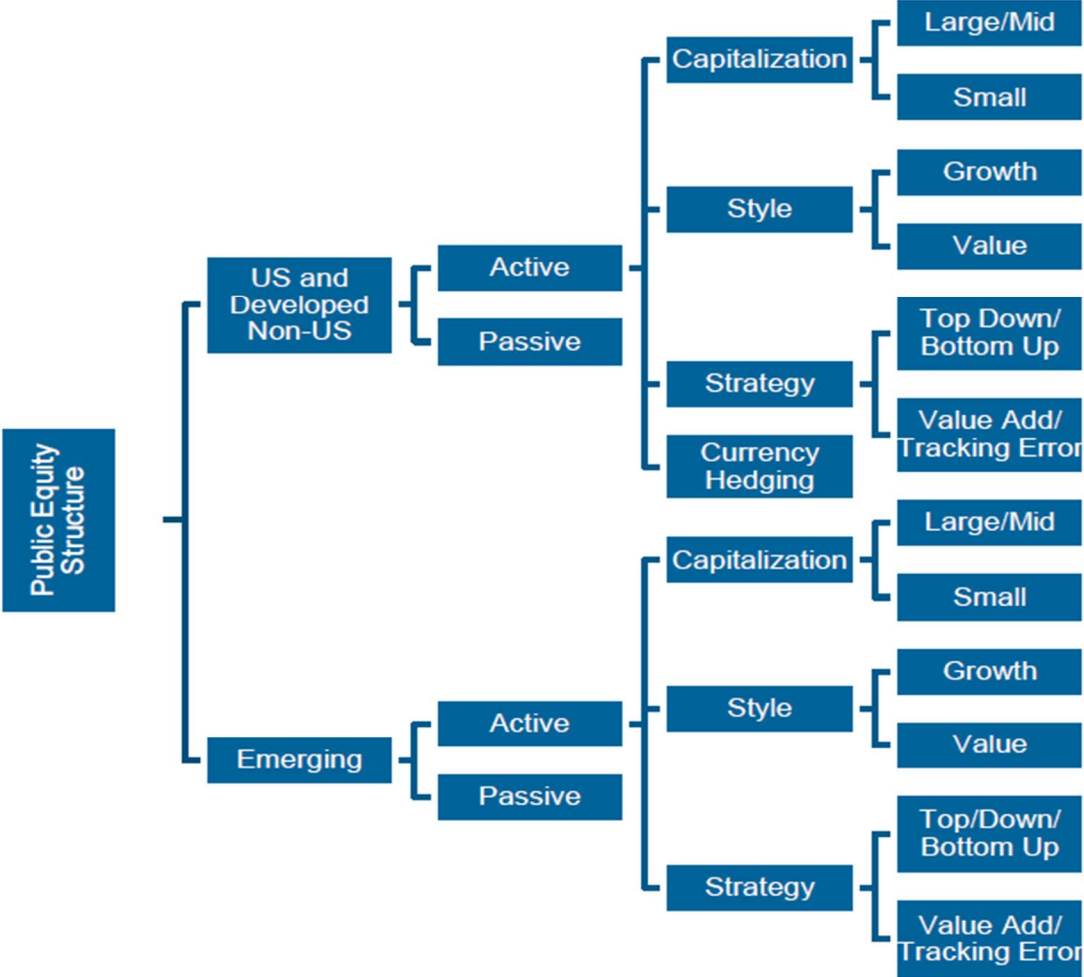 Public Equity
Structure
US and
Developed
Non-US
Active
Passive
Capitalization
Large/Mid
Small
Style
Growth
Value
Strategy
Top Down/
Bottom Up
Value Add/
Tracking Error
Currency
Hedging
Emerging
Active
Passive
Capitalization
Large/Mid
Small
Style
Growth
Value
Strategy
Top/Down/
Bottom Up
Value Add/
Tracking Error